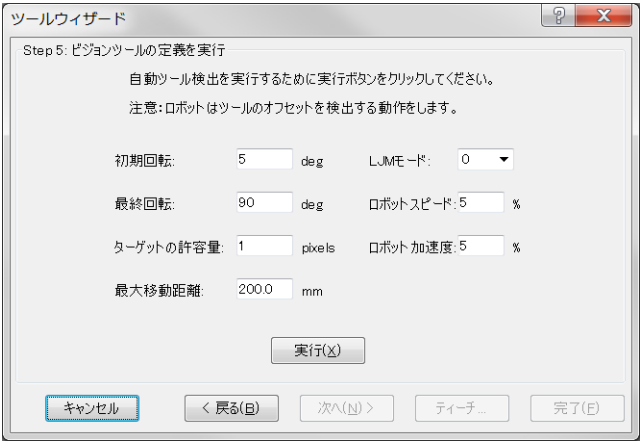 ツールウィザード
Step 5: ビジョンツールの定義を実行
自動ツール検出を実行するために実行ボタンをクリックしてください。
注意：ロボットはツールのオフセットを検出する動作をします。
初期回転: 5 deg LJMモード: 0
最終回転: 90 deg ロボットスピード: 5 %
ターゲットの許容量: 1 pixels ロボット加速度: 5 %
最大移動距離: 200.0 mm
実行(X)
キャンセル < 戻る(B) 次へ(N) > ティーチ... 完了(F)